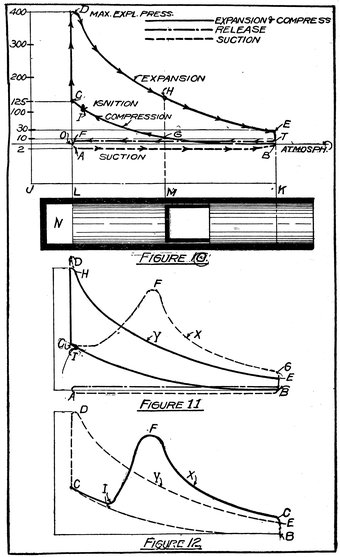 400 D MAX. EXPL. PRESS. EXPANSION & COMPRESS
RELEASE
SUCTION
300
EXPANSION
200
H
125 C IGNITION
100 P COMPRESSION
30 G E
10 O F T
2 A SUCTION B ATMOSPH.
J L M K
N
FIGURE 10
D
H
F
Y X
C G
I E
A B
FIGURE 11
D
F
Y X
C I C
E
B
FIGURE 12